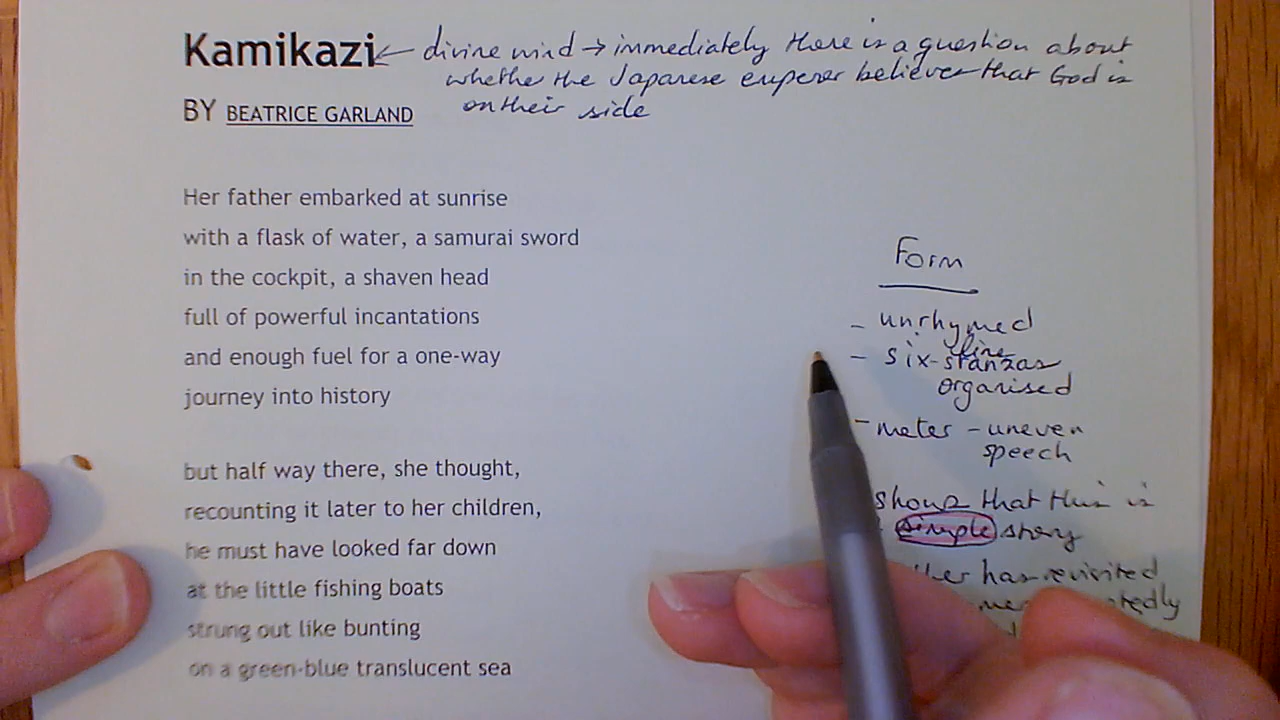 Kamikazi ← divine wind → immediately there is a question about
whether the Japanese emperor believes that God is
on their side
BY BEATRICE GARLAND
Her father embarked at sunrise
with a flask of water, a samurai sword
in the cockpit, a shaven head
full of powerful incantations
and enough fuel for a one-way
journey into history
but half way there, she thought,
recounting it later to her children,
he must have looked far down
at the little fishing boats
strung out like bunting
on a green-blue translucent sea
Form
- unrhymed
- six-line stanzas
organised
- meter - uneven
speech
shows that this is
simple story
has revisited